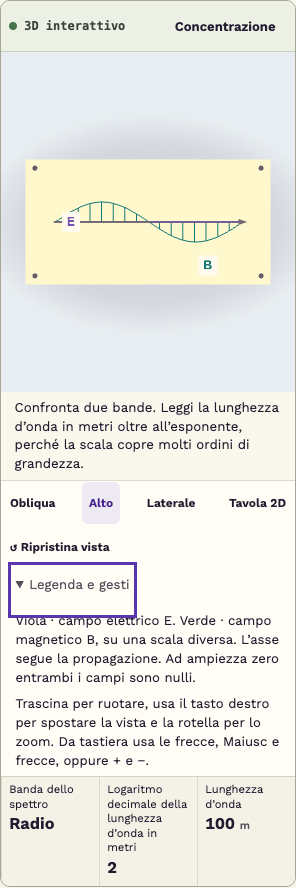 3D interattivo
Concentrazione
E
B
Confronta due bande. Leggi la lunghezza
d’onda in metri oltre all’esponente,
perché la scala copre molti ordini di
grandezza.
Obliqua
Alto
Laterale
Tavola 2D
↺ Ripristina vista
▼ Legenda e gesti
Viola · campo elettrico E. Verde · campo
magnetico B, su una scala diversa. L’asse
segue la propagazione. Ad ampiezza zero
entrambi i campi sono nulli.
Trascina per ruotare, usa il tasto destro
per spostare la vista e la rotella per lo
zoom. Da tastiera usa le frecce, Maiusc e
frecce, oppure + e −.
Banda dello
spettro
Radio
Logaritmo
decimale della
lunghezza
d’onda in
metri
2
Lunghezza
d’onda
100 m